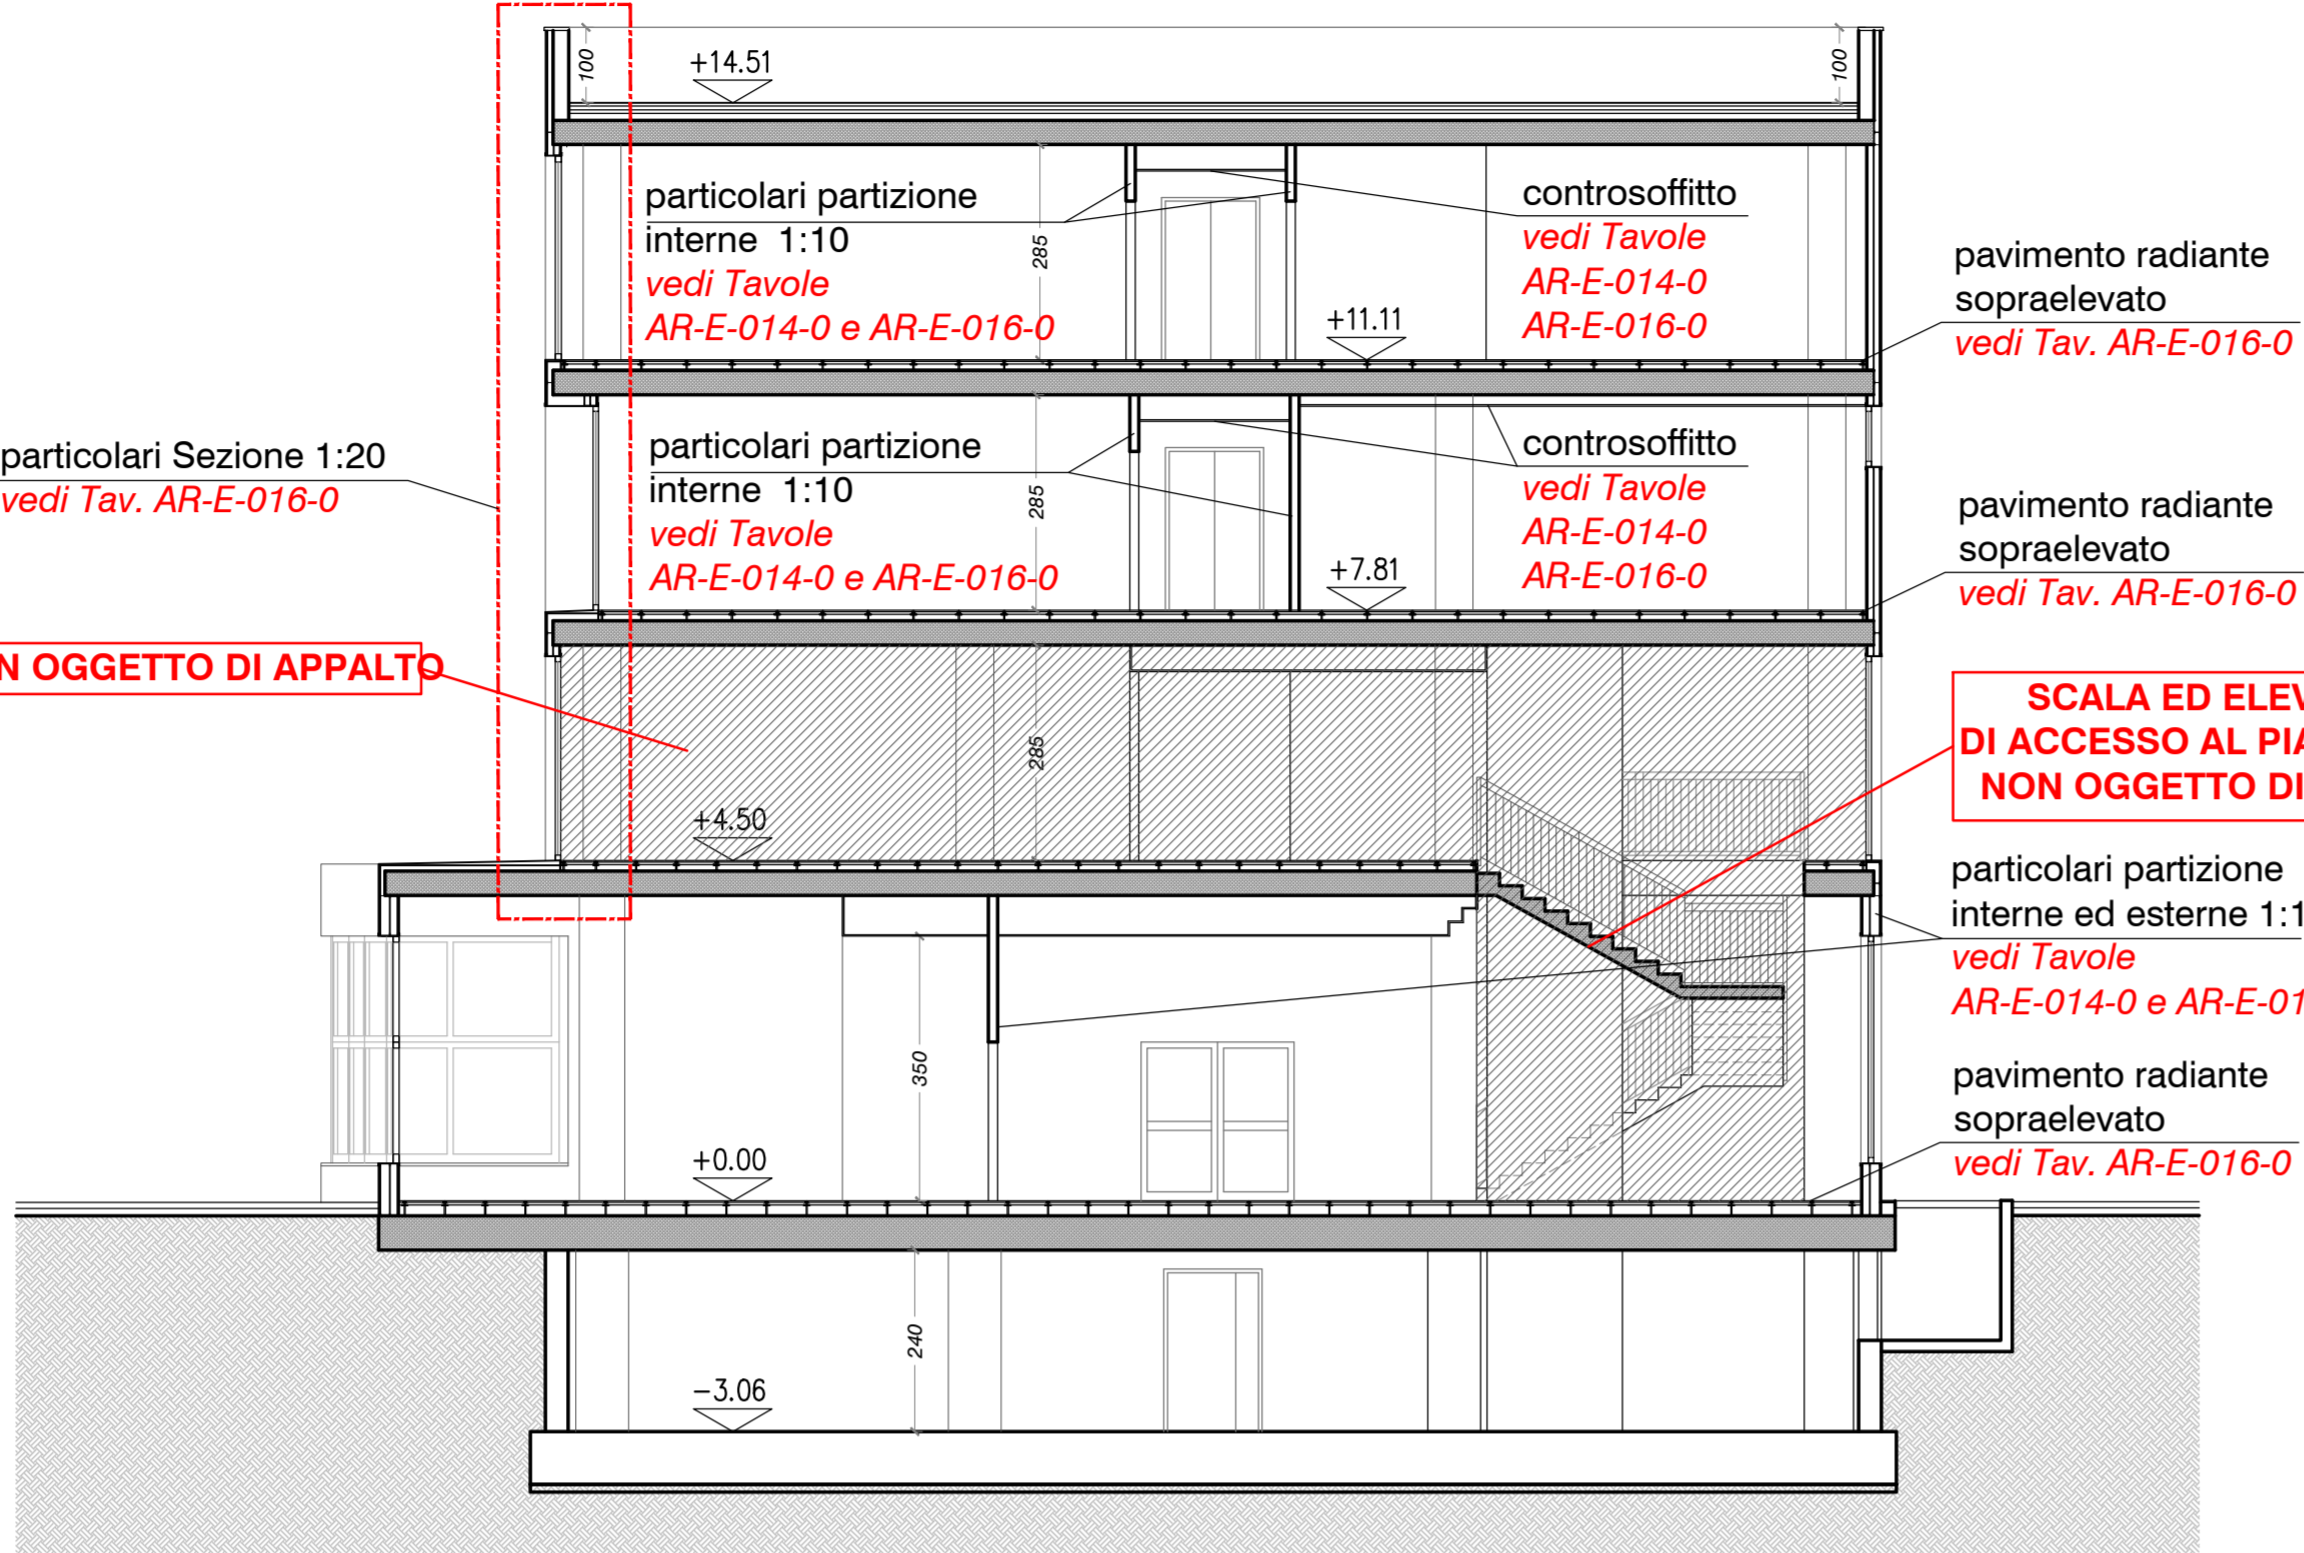 100
+14.51
100
particolari partizione
interne 1:10
vedi Tavole
AR-E-014-0 e AR-E-016-0
285
controsoffitto
vedi Tavole
AR-E-014-0
AR-E-016-0
+11.11
pavimento radiante
sopraelevato
vedi Tav. AR-E-016-0
particolari Sezione 1:20
vedi Tav. AR-E-016-0
particolari partizione
interne 1:10
vedi Tavole
AR-E-014-0 e AR-E-016-0
285
controsoffitto
vedi Tavole
AR-E-014-0
AR-E-016-0
+7.81
pavimento radiante
sopraelevato
vedi Tav. AR-E-016-0
N OGGETTO DI APPALTO
285
+4.50
SCALA ED ELEV
DI ACCESSO AL PIA
NON OGGETTO DI
particolari partizione
interne ed esterne 1:1
vedi Tavole
AR-E-014-0 e AR-E-01
350
+0.00
pavimento radiante
sopraelevato
vedi Tav. AR-E-016-0
240
−3.06